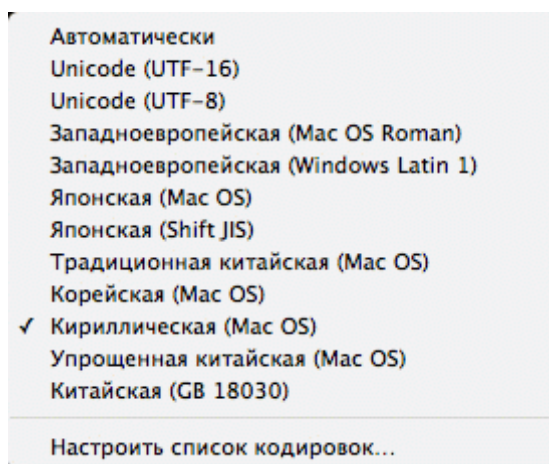 Автоматически
Unicode (UTF-16)
Unicode (UTF-8)
Западноевропейская (Mac OS Roman)
Западноевропейская (Windows Latin 1)
Японская (Mac OS)
Японская (Shift JIS)
Традиционная китайская (Mac OS)
Корейская (Mac OS)
✓ Кириллическая (Mac OS)
Упрощенная китайская (Mac OS)
Китайская (GB 18030)
Настроить список кодировок...